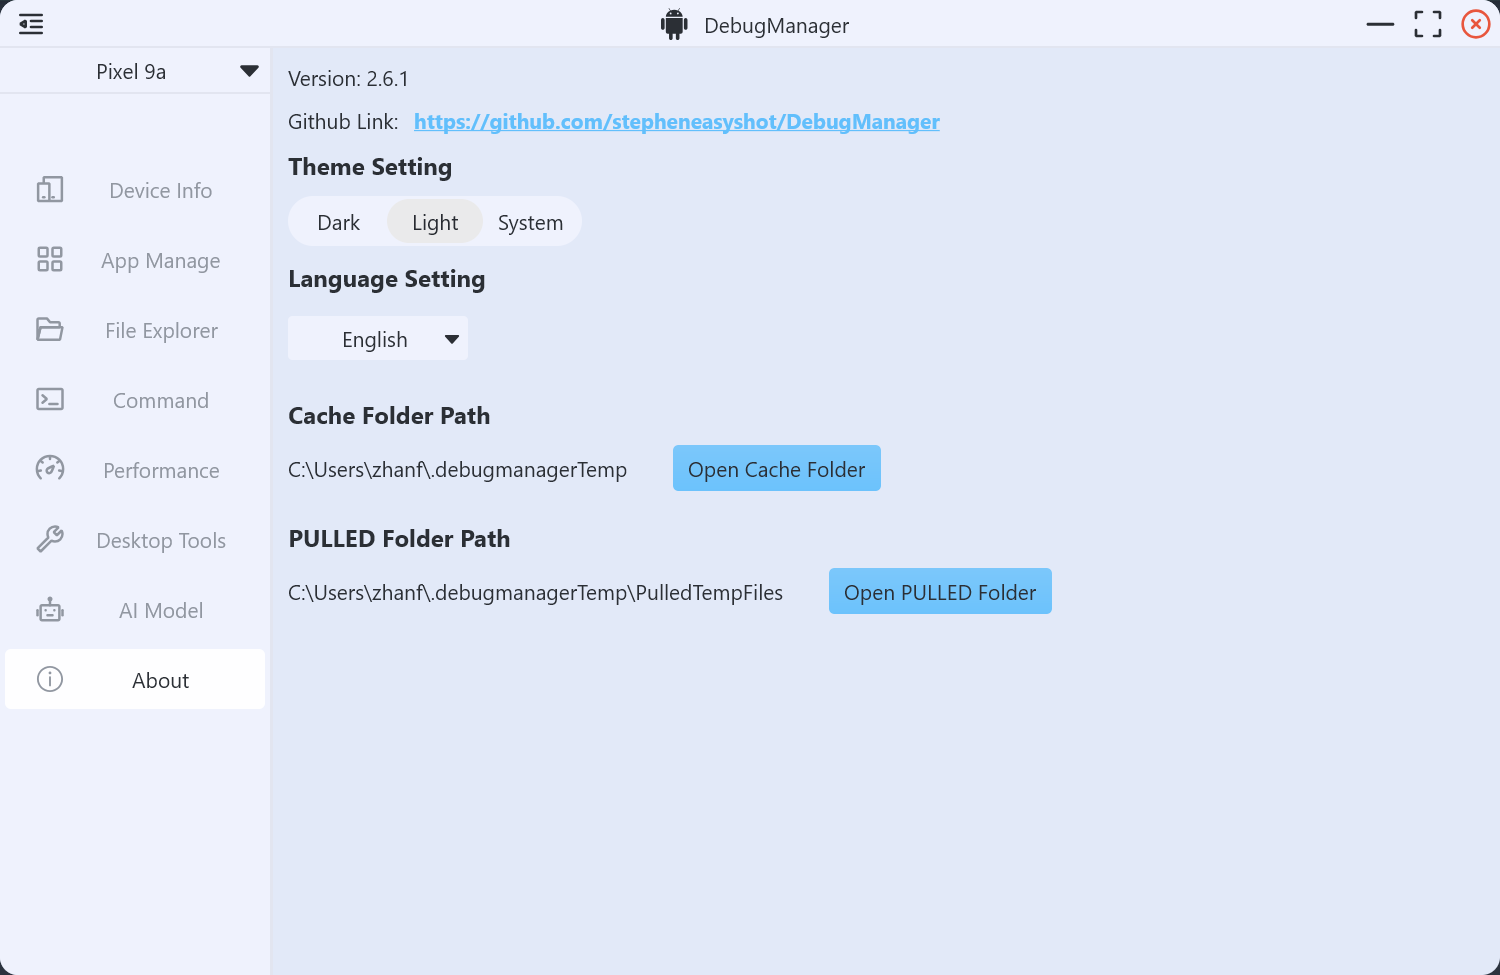 DebugManager
Pixel 9a
Device Info
App Manage
File Explorer
Command
Performance
Desktop Tools
AI Model
About
Version: 2.6.1
Github Link: https://github.com/stepheneasyshot/DebugManager
Theme Setting
Dark Light System
Language Setting
English
Cache Folder Path
C:\Users\zhanf\.debugmanagerTemp Open Cache Folder
PULLED Folder Path
C:\Users\zhanf\.debugmanagerTemp\PulledTempFiles Open PULLED Folder